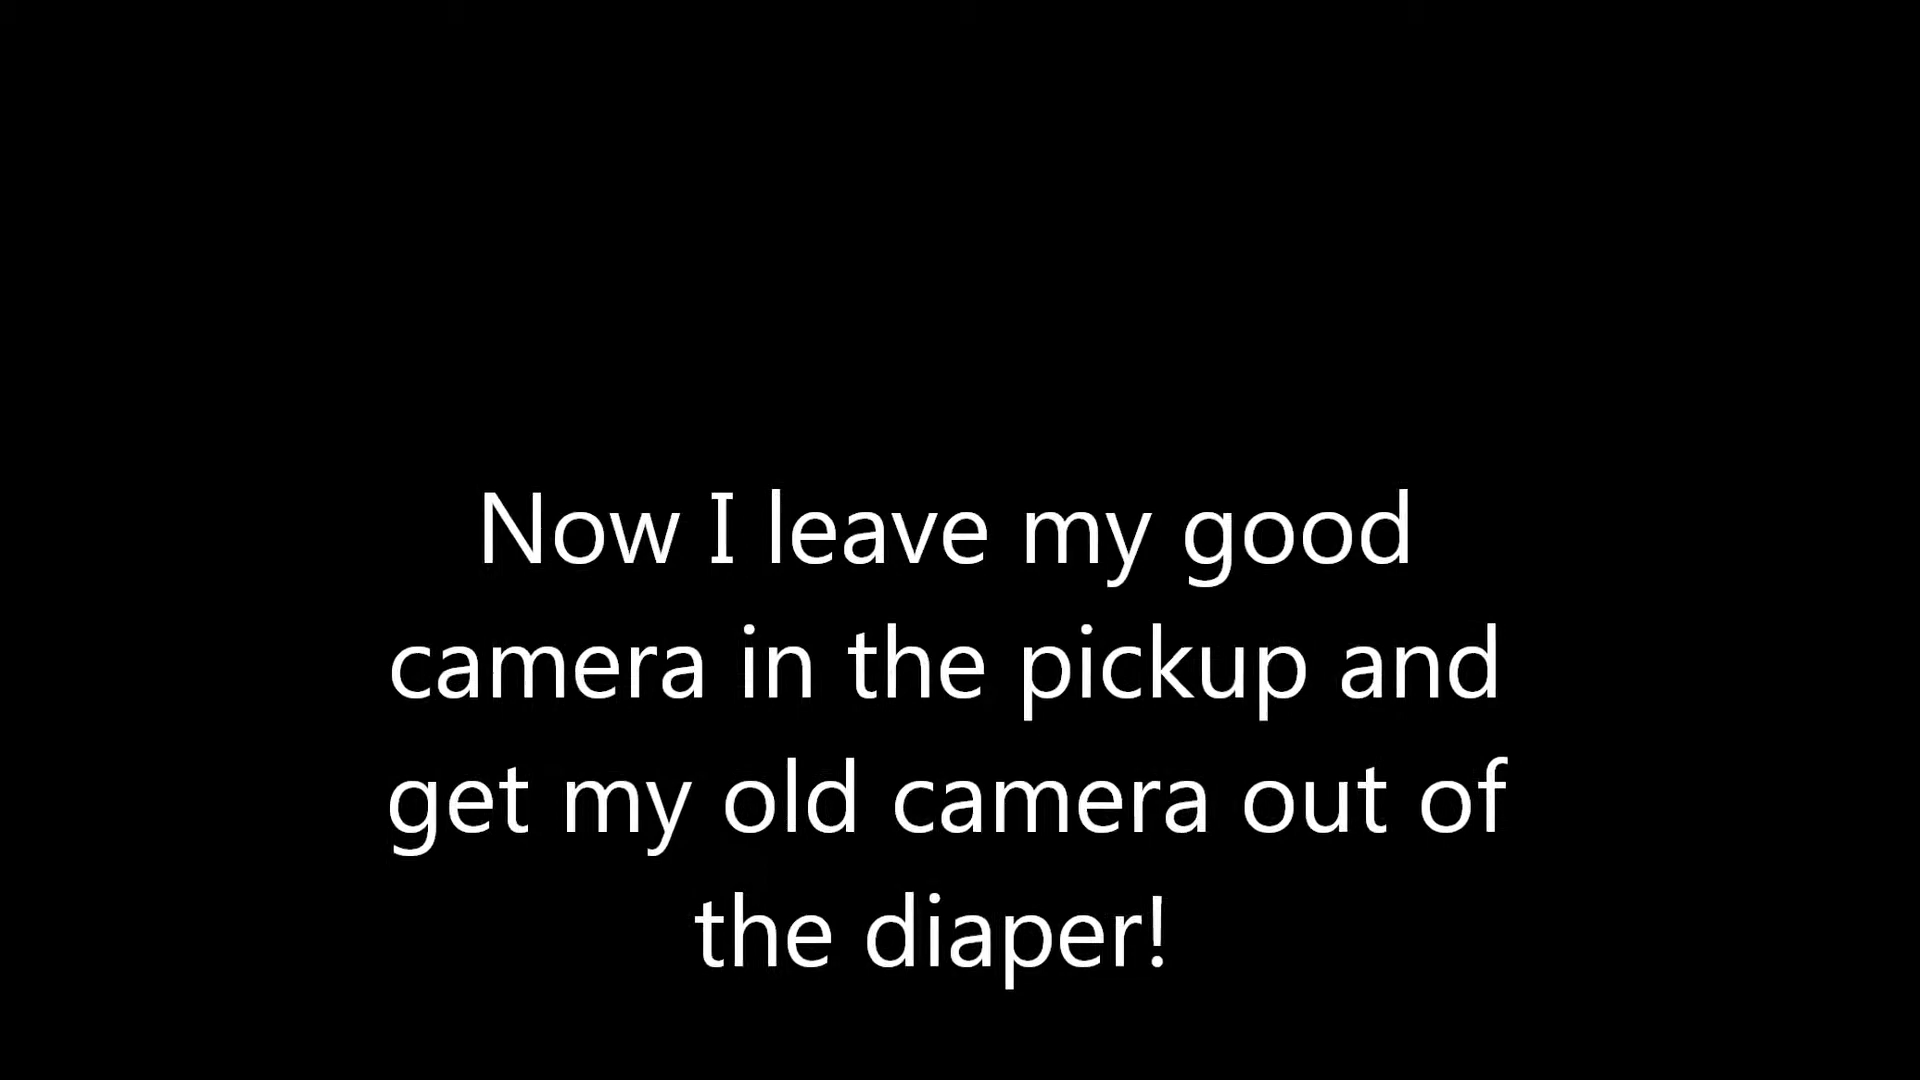 Now I leave my good
camera in the pickup and
get my old camera out of
the diaper!